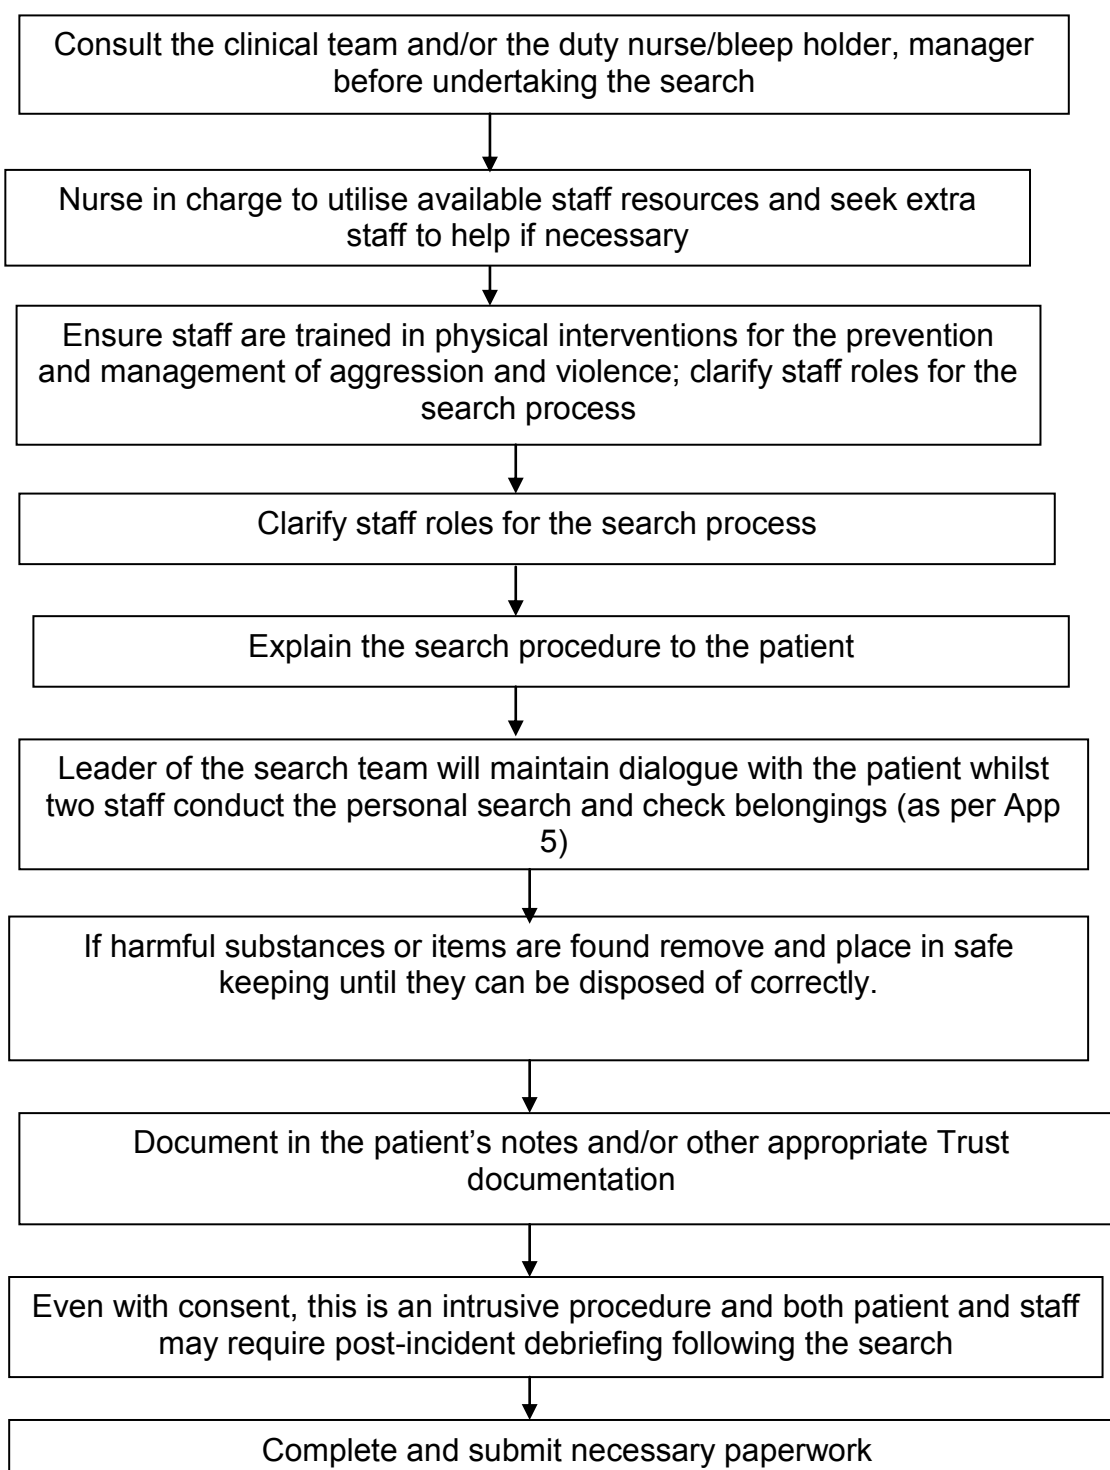 Consult the clinical team and/or the duty nurse/bleep holder, manager
before undertaking the search
Nurse in charge to utilise available staff resources and seek extra
staff to help if necessary
Ensure staff are trained in physical interventions for the prevention
and management of aggression and violence; clarify staff roles for the
search process
Clarify staff roles for the search process
Explain the search procedure to the patient
Leader of the search team will maintain dialogue with the patient whilst
two staff conduct the personal search and check belongings (as per App
5)
If harmful substances or items are found remove and place in safe
keeping until they can be disposed of correctly.
Document in the patient’s notes and/or other appropriate Trust
documentation
Even with consent, this is an intrusive procedure and both patient and staff
may require post-incident debriefing following the search
Complete and submit necessary paperwork